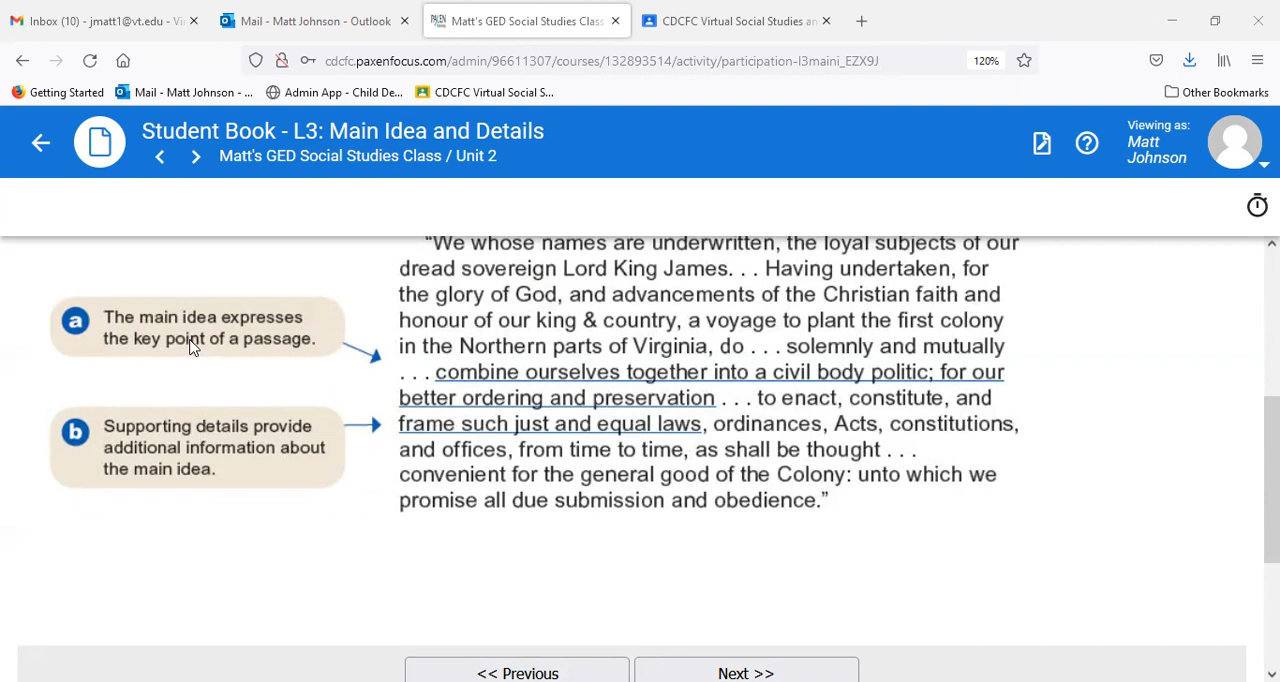 Inbox (10) - jmatt1@vt.edu - Vi
Mail - Matt Johnson - Outlook
PAXEN
Matt's GED Social Studies Class
CDCFC Virtual Social Studies an
cdcfc.paxenfocus.com/admin/96611307/courses/132893514/activity/participation-l3maini_EZX9J
120%
Getting Started
Mail - Matt Johnson - ...
Admin App - Child De...
CDCFC Virtual Social S...
Other Bookmarks
Student Book - L3: Main Idea and Details
Matt's GED Social Studies Class / Unit 2
Viewing as:
Matt
Johnson
a
The main idea expresses
the key point of a passage.
b
Supporting details provide
additional information about
the main idea.
"We whose names are underwritten, the loyal subjects of our
dread sovereign Lord King James. . . Having undertaken, for
the glory of God, and advancements of the Christian faith and
honour of our king & country, a voyage to plant the first colony
in the Northern parts of Virginia, do . . . solemnly and mutually
. . . combine ourselves together into a civil body politic; for our
better ordering and preservation . . . to enact, constitute, and
frame such just and equal laws, ordinances, Acts, constitutions,
and offices, from time to time, as shall be thought . . .
convenient for the general good of the Colony: unto which we
promise all due submission and obedience."
<< Previous
Next >>